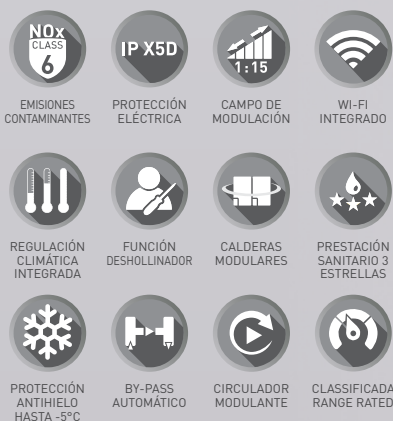 NOx
CLASS
6
IP X5D
1:15
EMISIONES
CONTAMINANTES
PROTECCIÓN
ELÉCTRICA
CAMPO DE
MODULACIÓN
WI-FI
INTEGRADO
REGULACIÓN
CLIMÁTICA
INTEGRADA
FUNCIÓN
DESHOLLINADOR
CALDERAS
MODULARES
PRESTACIÓN
SANITARIO 3
ESTRELLAS
PROTECCIÓN
ANTIHIELO
HASTA -5°C
BY-PASS
AUTOMÁTICO
CIRCULADOR
MODULANTE
CLASSIFICADA
RANGE RATED